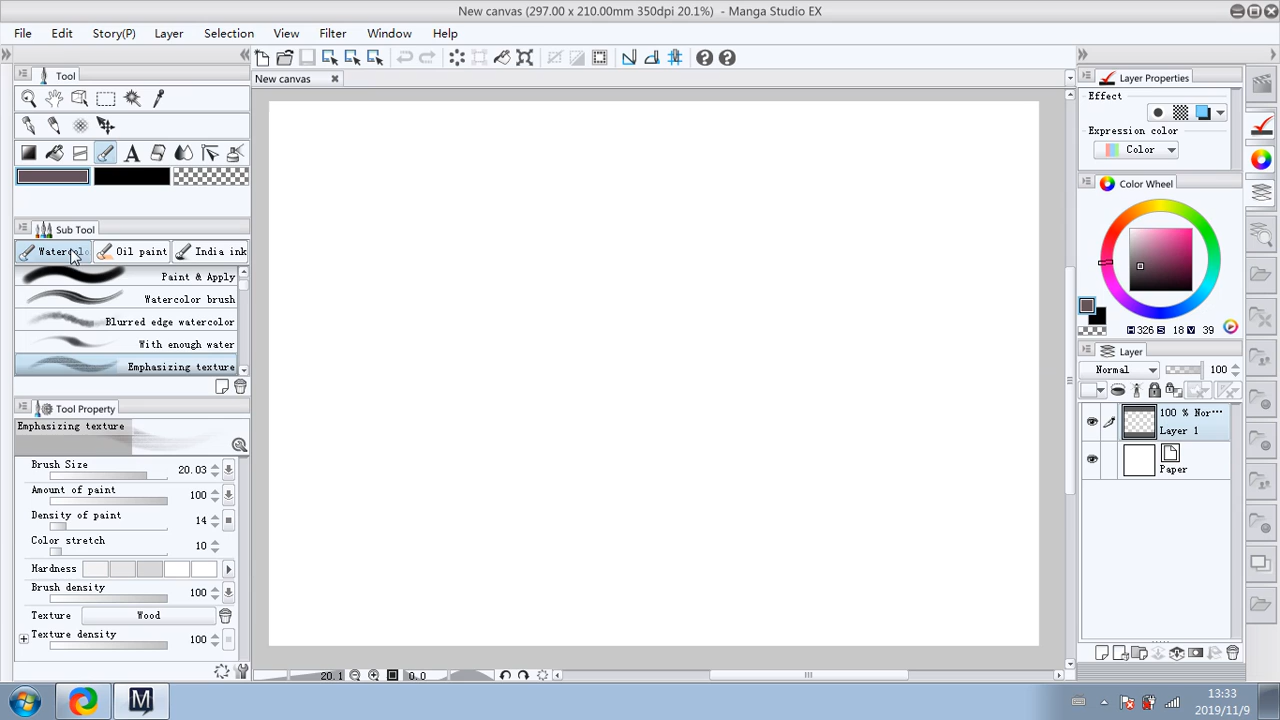 New canvas (297.00 x 210.00mm 350dpi 20.1%) - Manga Studio EX
File Edit Story(P) Layer Selection View Filter Window Help
Tool
New canvas
Sub Tool
Watercolo Oil paint India ink
Paint & Apply
Watercolor brush
Blurred edge watercolor
With enough water
Emphasizing texture
Tool Property
Emphasizing texture
Brush Size 20.03
Amount of paint 100
Density of paint 14
Color stretch 10
Hardness
Brush density 100
Texture Wood
Texture density 100
20.1 0.0
Layer Properties
Effect
Expression color
Color
Color Wheel
H 326 S 18 V 39
Layer
Normal 100
100 % Nor···
Layer 1
Paper
M
13:33
2019/11/9